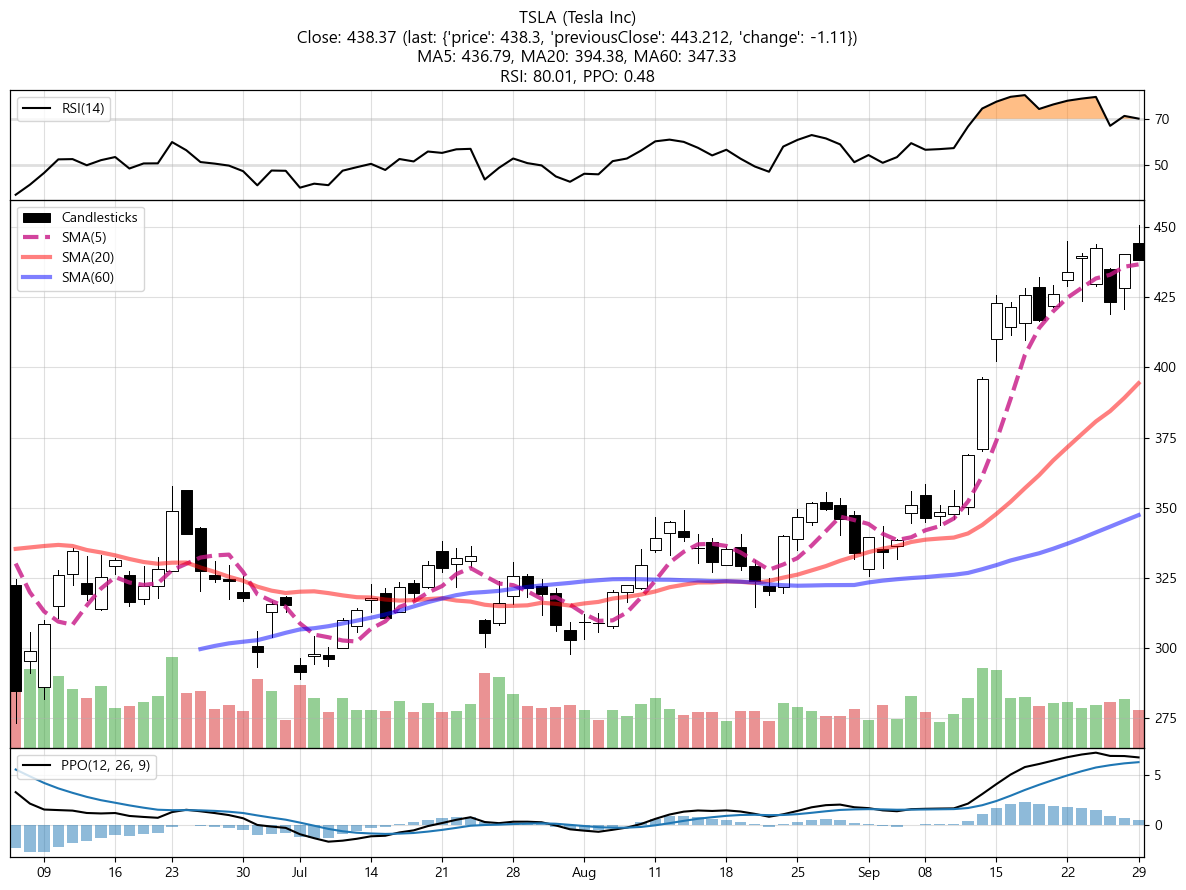 TSLA (Tesla Inc)
Close: 438.37 (last: {'price': 438.3, 'previousClose': 443.212, 'change': -1.11})
MA5: 436.79, MA20: 394.38, MA60: 347.33
RSI: 80.01, PPO: 0.48
RSI(14)
70
50
Candlesticks
SMA(5)
SMA(20)
SMA(60)
450
425
400
375
350
325
300
275
PPO(12, 26, 9)
5
0
09 16 23 30 Jul 14 21 28 Aug 11 18 25 Sep 08 15 22 29